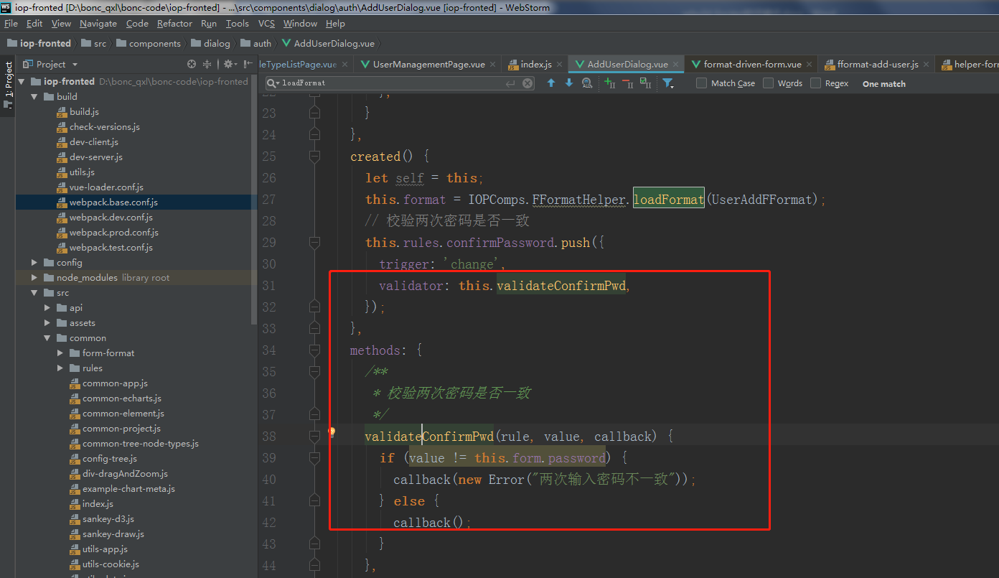 WS iop-fronted [D:\bonc_qxl\bonc-code\iop-fronted] - ...\src\components\dialog\auth\AddUserDialog.vue [iop-fronted] - WebStorm
File Edit View Navigate Code Refactor Run Tools VCS Window Help
iop-fronted src components dialog auth AddUserDialog.vue
1: Project
Project
leTypeListPage.vue UserManagementPage.vue index.js AddUserDialog.vue format-driven-form.vue fformat-add-user.js helper-for
loadFormat Match Case Words Regex One match
iop-fronted D:\bonc_qxl\bonc-code\iop-fronted
build
build.js
check-versions.js
dev-client.js
dev-server.js
utils.js
vue-loader.conf.js
webpack.base.conf.js
webpack.dev.conf.js
webpack.prod.conf.js
webpack.test.conf.js
config
node_modules library root
src
api
assets
common
form-format
rules
common-app.js
common-echarts.js
common-element.js
common-project.js
common-tree-node-types.js
config-tree.js
div-dragAndZoom.js
example-chart-meta.js
index.js
sankey-d3.js
sankey-draw.js
utils-app.js
utils-cookie.js
22 },
23 }
24 },
25 created() {
26 let self = this;
27 this.format = IOPComps.FFormatHelper.loadFormat(UserAddFFormat);
28 // 校验两次密码是否一致
29 this.rules.confirmPassword.push({
30 trigger: 'change',
31 validator: this.validateConfirmPwd,
32 });
33 },
34 methods: {
35 /**
36 * 校验两次密码是否一致
37 */
38 validateConfirmPwd(rule, value, callback) {
39 if (value != this.form.password) {
40 callback(new Error("两次输入密码不一致"));
41 } else {
42 callback();
43 }
44 },